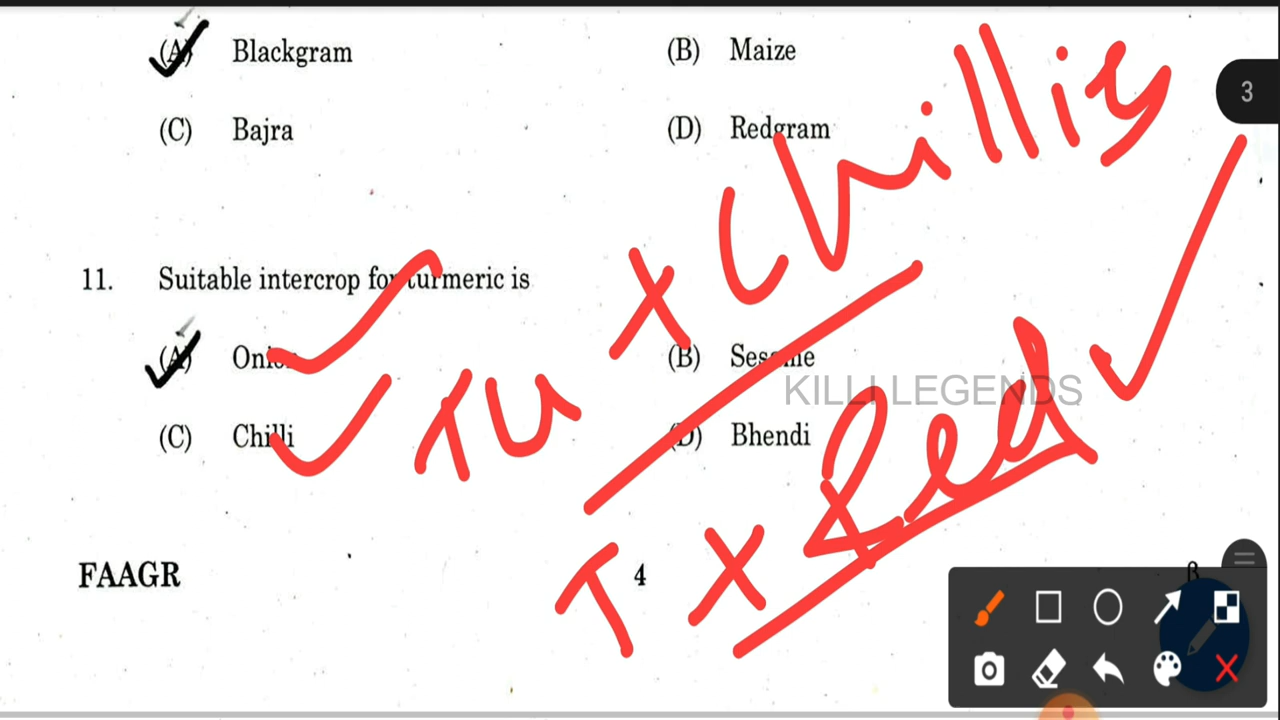 (A) Blackgram (B) Maize
3
(C) Bajra (D) Redgram
Tu x Chillis
11. Suitable intercrop for turmeric is
(A) Onion (B) Sesame
KILLI LEGENDS
(C) Chilli (D) Bhendi
T x Red
FAAGR 4 β